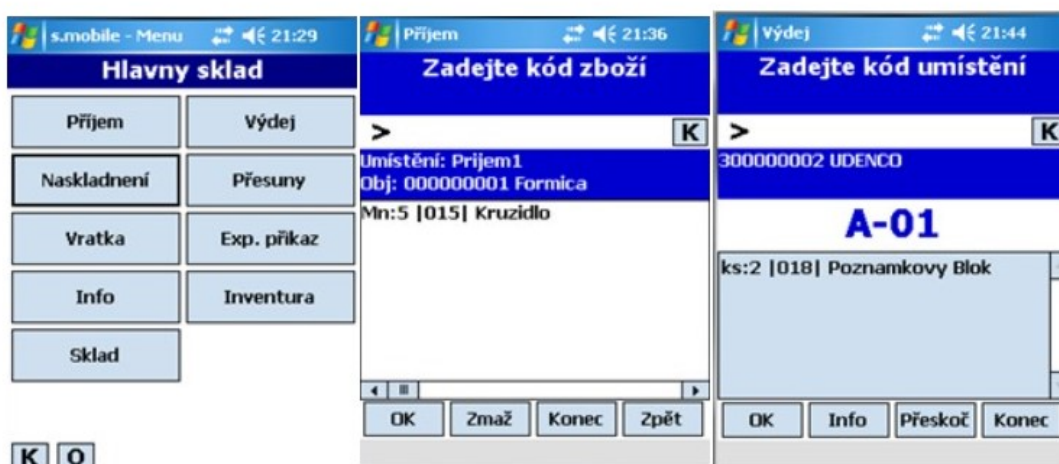 s.mobile - Menu 21:29
Hlavny sklad
Příjem Výdej
Naskladnení Přesuny
Vratka Exp. přikaz
Info Inventura
Sklad
K O
Příjem 21:36
Zadejte kód zboží
> K
Umístění: Prijem1
Obj: 000000001 Formica
Mn:5 |015| Kruzidlo
OK Zmaž Konec Zpět
Výdej 21:44
Zadejte kód umístění
> K
300000002 UDENCO
A-01
ks:2 |018| Poznamkovy Blok
OK Info Přeskoč Konec